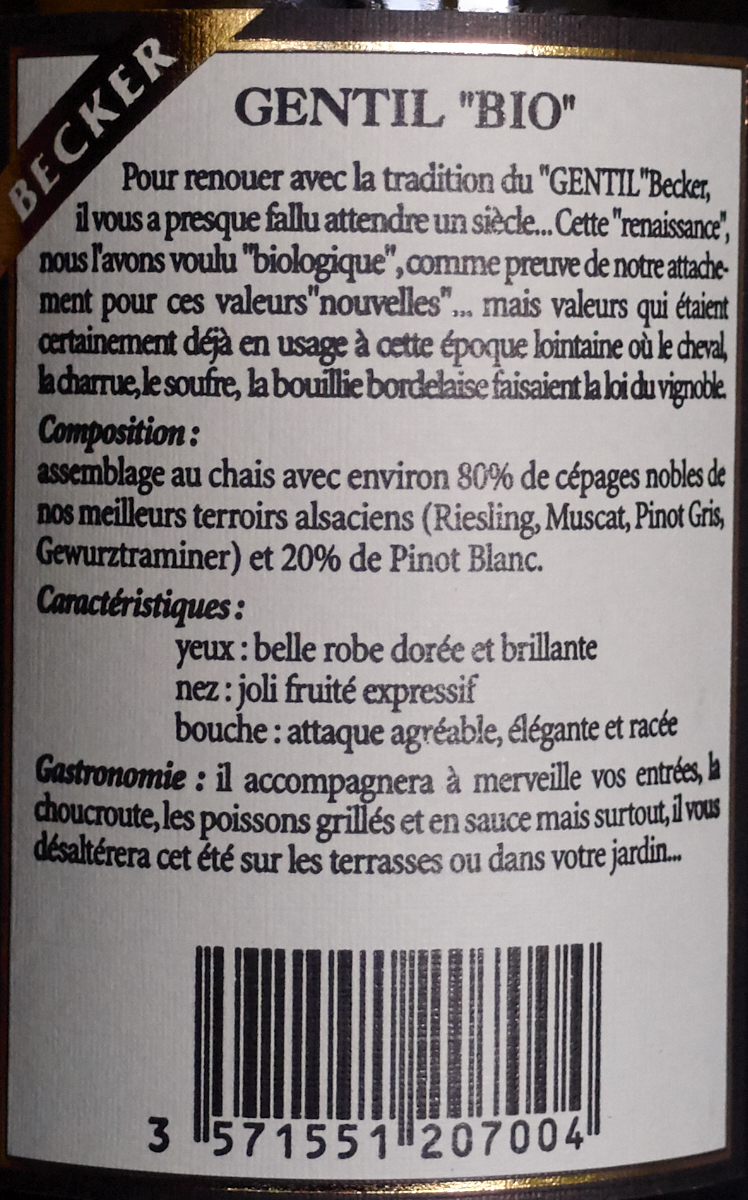 BECKER
GENTIL "BIO"
Pour renouer avec la tradition du "GENTIL"Becker,
il vous a presque fallu attendre un siècle... Cette "renaissance",
nous l'avons voulu "biologique", comme preuve de notre attache-
ment pour ces valeurs"nouvelles"... mais valeurs qui étaient
certainement déjà en usage à cette époque lointaine où le cheval,
la charrue, le soufre, la bouillie bordelaise faisaient la loi du vignoble.
Composition :
assemblage au chais avec environ 80% de cépages nobles de
nos meilleurs terroirs alsaciens (Riesling, Muscat, Pinot Gris,
Gewurztraminer) et 20% de Pinot Blanc.
Caractéristiques :
yeux : belle robe dorée et brillante
nez : joli fruité expressif
bouche : attaque agréable, élégante et racée
Gastronomie : il accompagnera à merveille vos entrées, la
choucroute, les poissons grillés et en sauce mais surtout, il vous
désaltérera cet été sur les terrasses ou dans votre jardin...
3 571551 207004